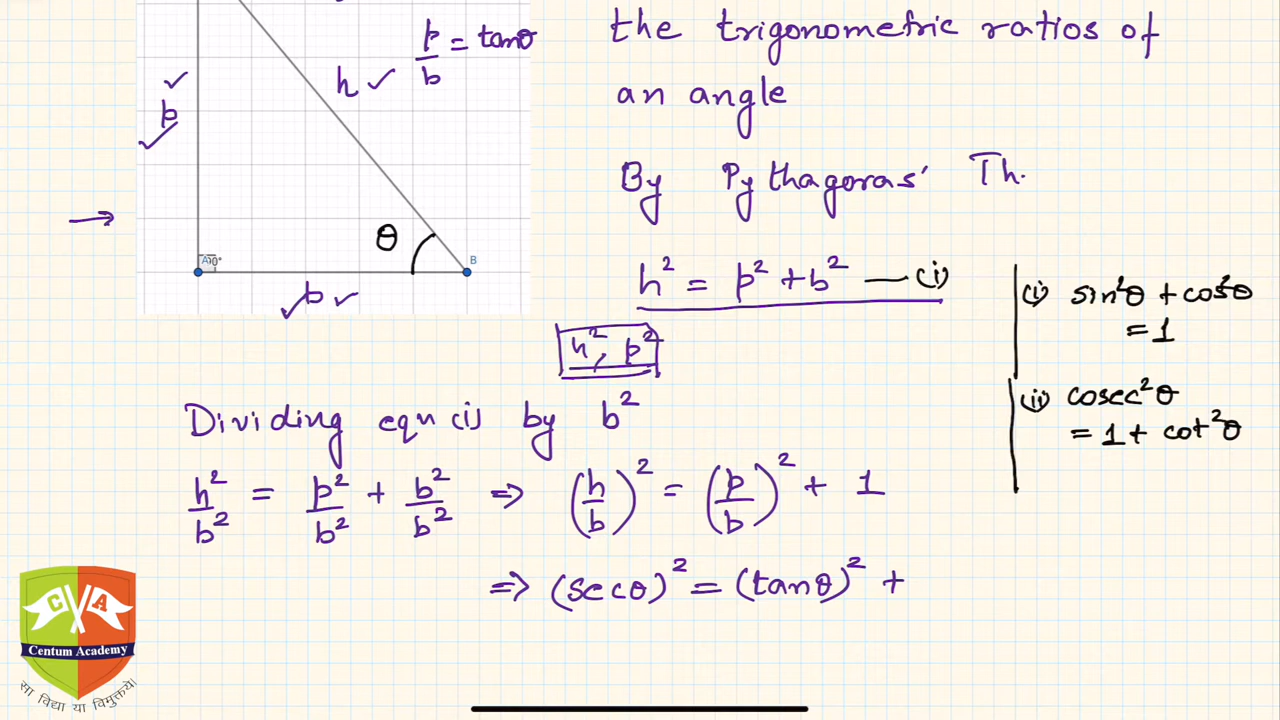 the trigonometric ratios of
an angle
p/b = tanθ
h ✓
✓
p
✓
By Pythagoras' Th.
→
θ
A
90°
B
✓ b ✓
h² = p² + b² — (i)
h², p²
(i) sin²θ + cos²θ
= 1
(ii) cosec²θ
= 1 + cot²θ
Dividing eqn (i) by b²
h²/b² = p²/b² + b²/b² ⇒ (h/b)² = (p/b)² + 1
⇒ (secθ)² = (tanθ)² +
C A
Centum Academy
सा विद्या या विमुक्तये।